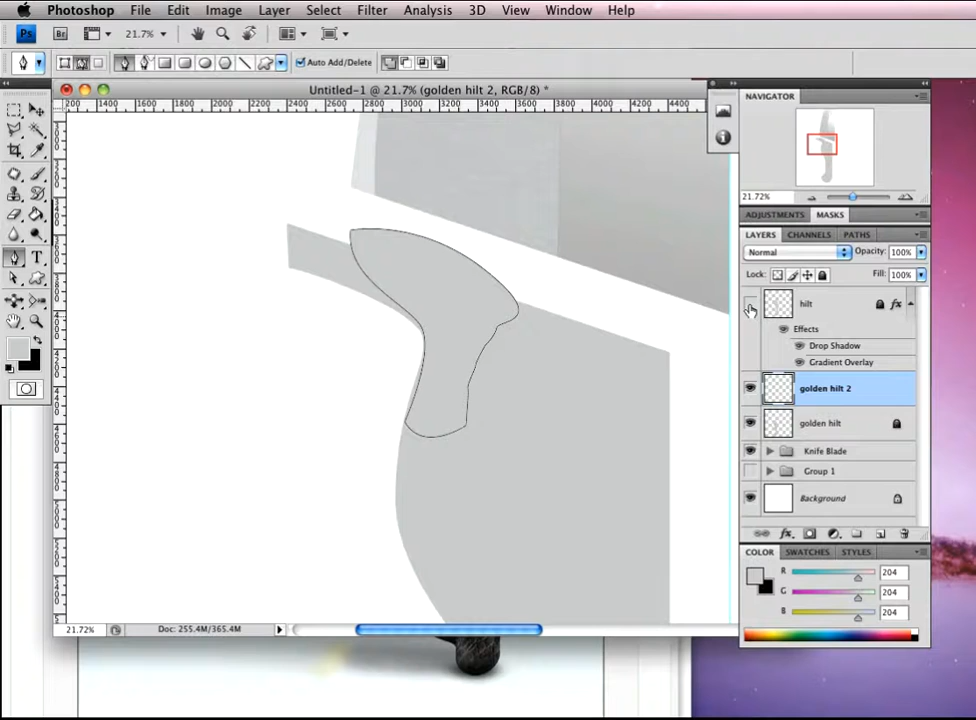 Photoshop File Edit Image Layer Select Filter Analysis 3D View Window Help
Ps Br 21.7%
Auto Add/Delete
Untitled-1 @ 21.7% (golden hilt 2, RGB/8) *
200 2200 2400 2600 2800 3000 3200 3400 3600 3800 4000 4200 4400
NAVIGATOR
21.72%
ADJUSTMENTS MASKS
LAYERS CHANNELS PATHS
Normal Opacity: 100%
Lock: Fill: 100%
hilt fx
Effects
Drop Shadow
Gradient Overlay
golden hilt 2
golden hilt
Knife Blade
Group 1
Background
fx
COLOR SWATCHES STYLES
R 204
G 204
B 204
21.72% Doc: 255.4M/365.4M